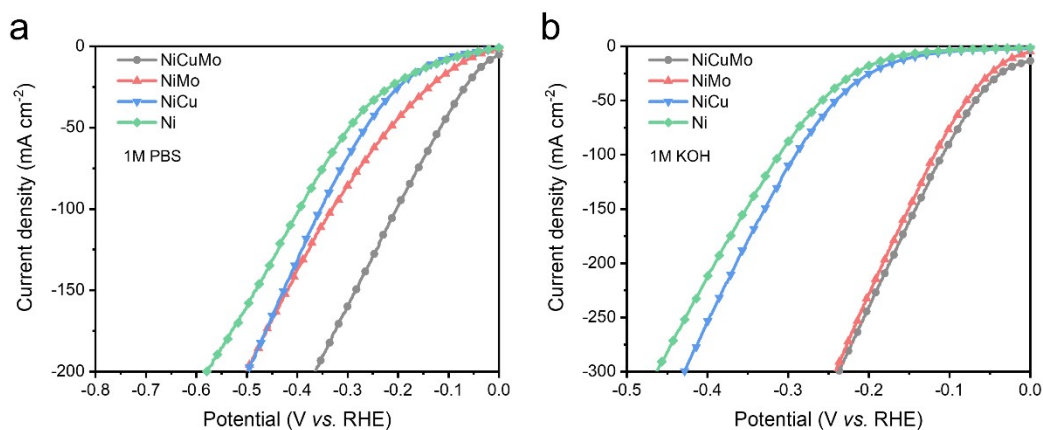 a
NiCuMo
NiMo
NiCu
Ni
1M PBS
Current density (mA cm⁻²)
0
-50
-100
-150
-200
-0.8
-0.7
-0.6
-0.5
-0.4
-0.3
-0.2
-0.1
0.0
Potential (V vs. RHE)
b
NiCuMo
NiMo
NiCu
Ni
1M KOH
Current density (mA cm⁻²)
0
-50
-100
-150
-200
-250
-300
-0.5
-0.4
-0.3
-0.2
-0.1
0.0
Potential (V vs. RHE)